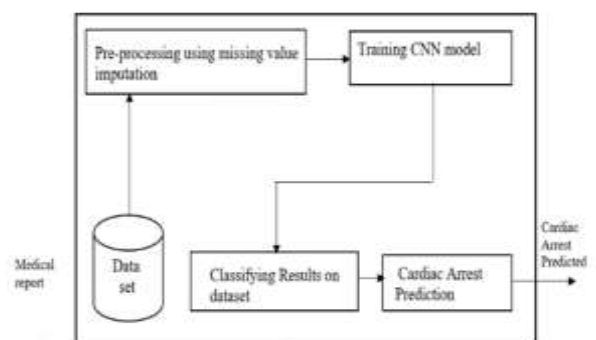 Pre-processing using missing value
imputation
Training CNN model
Medical
report
Data
set
Classifying Results on
dataset
Cardiac Arrest
Prediction
Cardiac
Arrest
Predicted